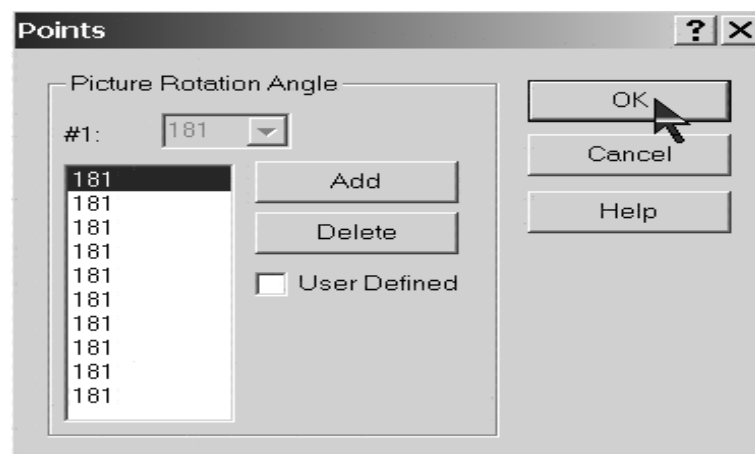 Points
Picture Rotation Angle
#1: 181
181
181
181
181
181
181
181
181
181
181
Add
Delete
User Defined
OK
Cancel
Help